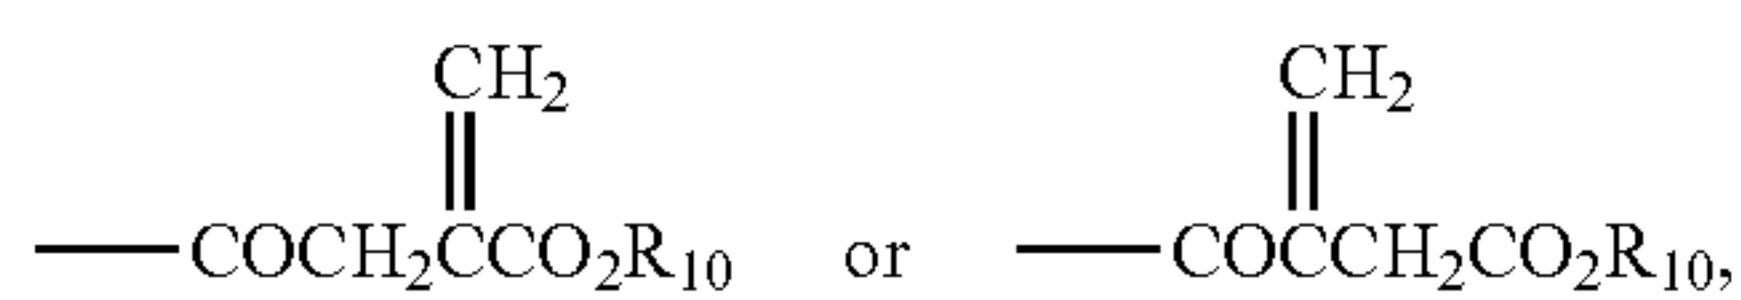 CH₂ CH₂
—COCH₂CCO₂R₁₀ or —COCCH₂CO₂R₁₀,